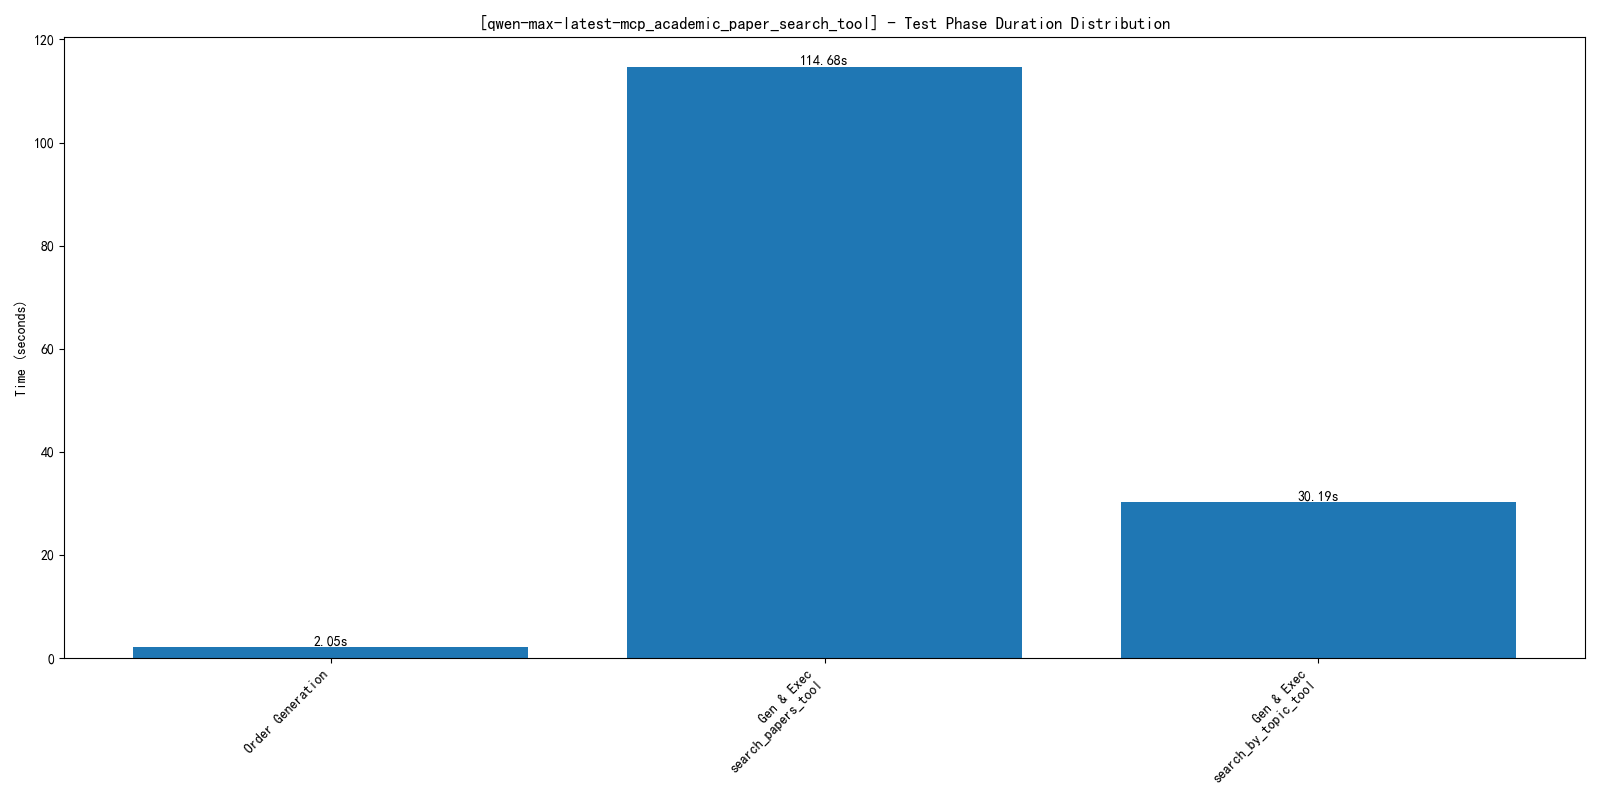 [qwen-max-latest-mcp_academic_paper_search_tool] - Test Phase Duration Distribution
120
100
80
60
40
20
0
Time (seconds)
2.05s
114.68s
30.19s
Order Generation
Gen & Exec
search_papers_tool
Gen & Exec
search_by_topic_tool